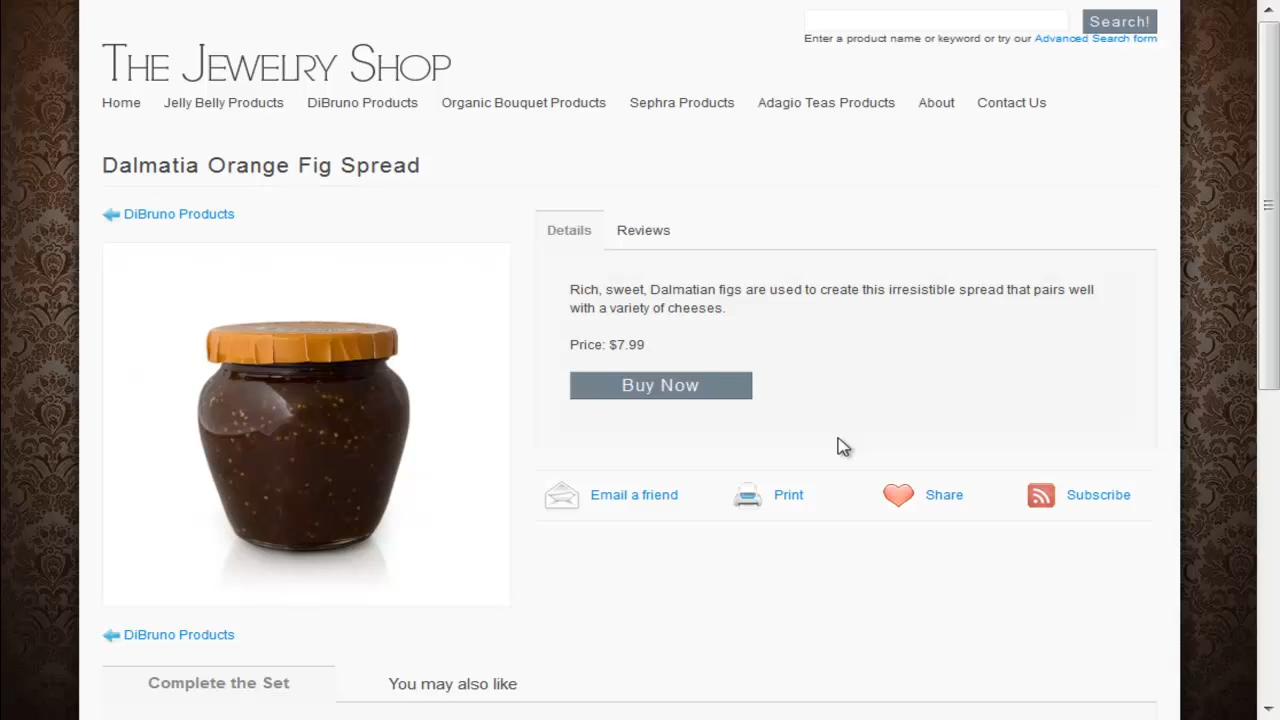 Search!
Enter a product name or keyword or try our Advanced Search form
The Jewelry Shop
Home Jelly Belly Products DiBruno Products Organic Bouquet Products Sephra Products Adagio Teas Products About Contact Us
Dalmatia Orange Fig Spread
DiBruno Products
Details Reviews
Rich, sweet, Dalmatian figs are used to create this irresistible spread that pairs well
with a variety of cheeses.
Price: $7.99
Buy Now
Email a friend Print Share Subscribe
DiBruno Products
Complete the Set You may also like